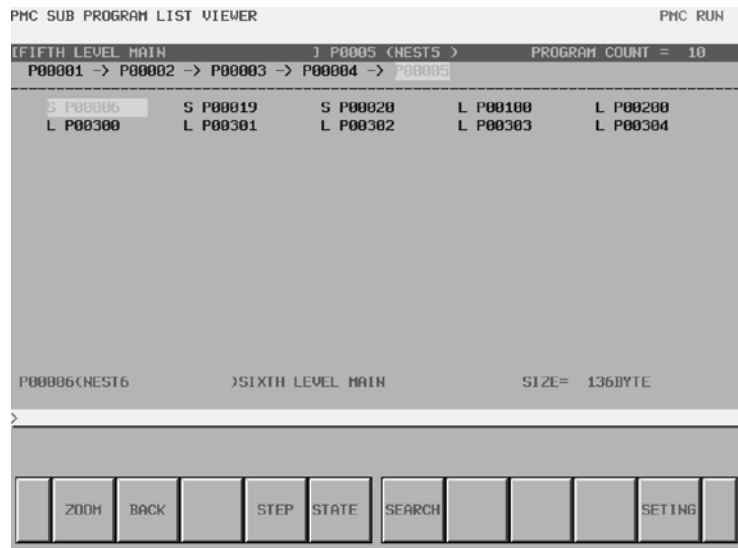 PMC SUB PROGRAM LIST VIEWER PMC RUN
[FIFTH LEVEL MAIN ] P0005 (NEST5 ) PROGRAM COUNT = 10
P00001 -> P00002 -> P00003 -> P00004 -> P00005
S P00006 S P00019 S P00020 L P00100 L P00200
L P00300 L P00301 L P00302 L P00303 L P00304
P00006(NEST6 )SIXTH LEVEL MAIN SIZE= 136BYTE
>
ZOOM BACK STEP STATE SEARCH SETING